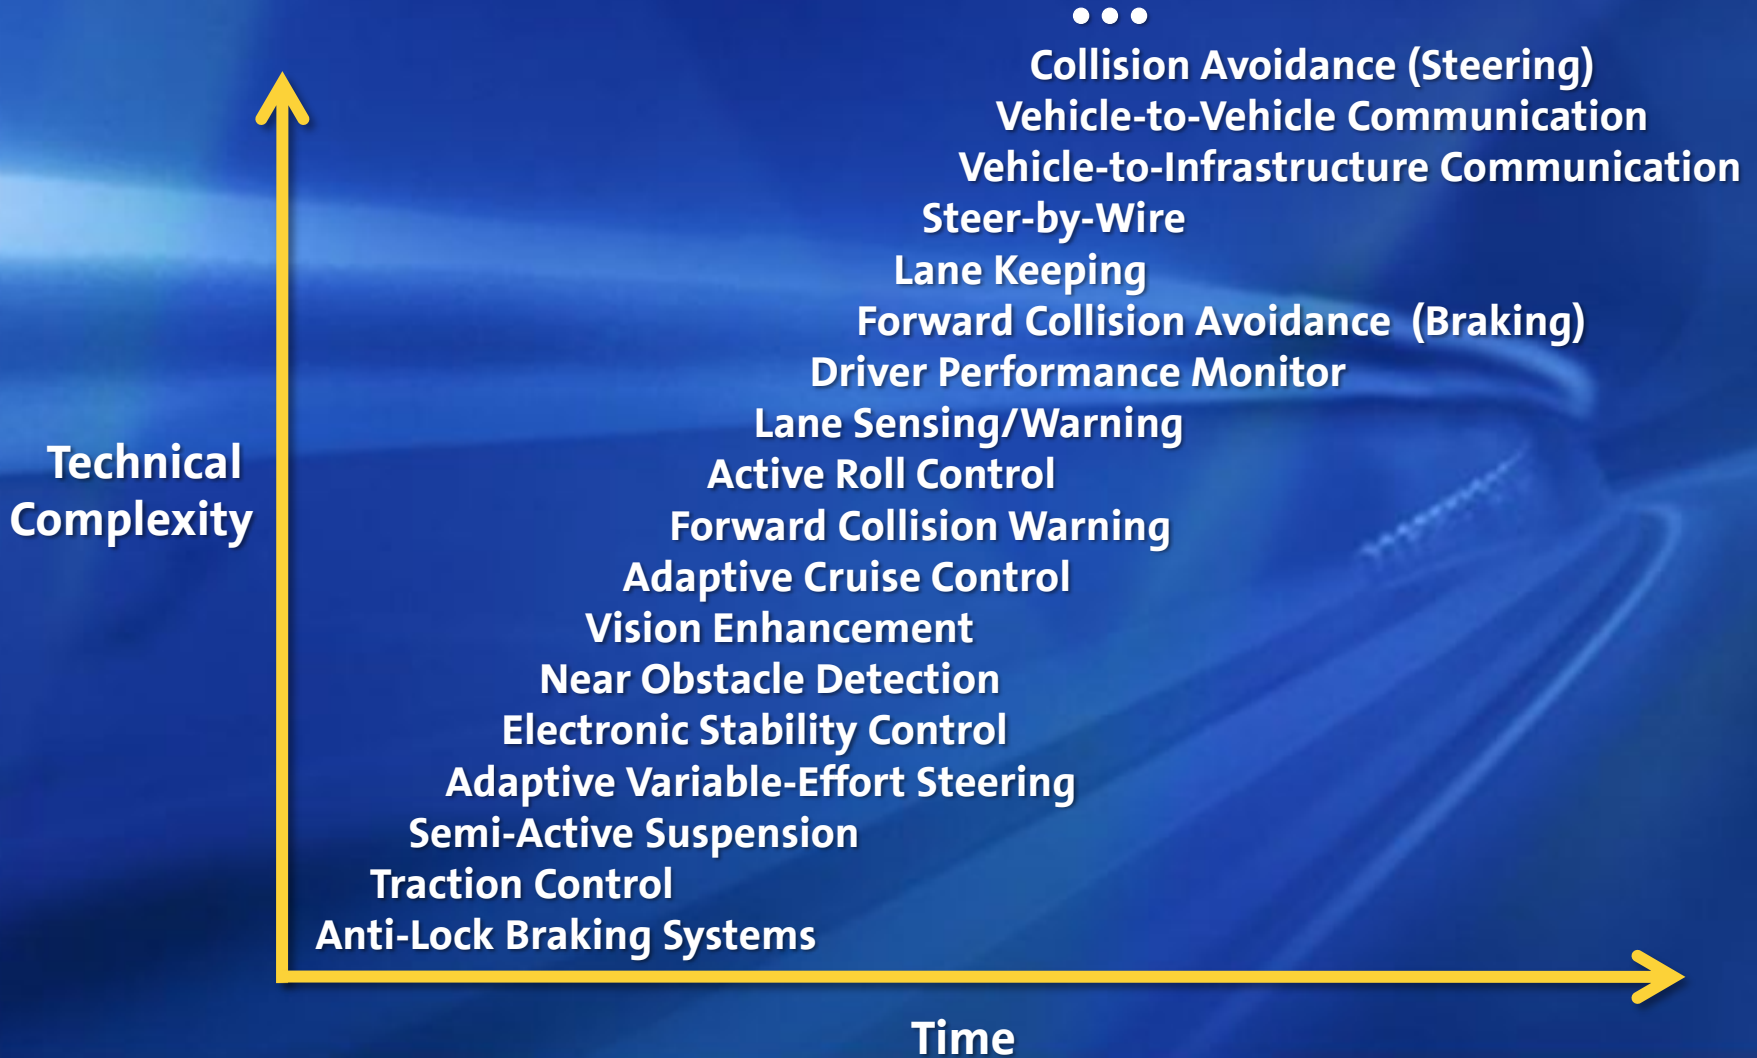 •••
Collision Avoidance (Steering)
Vehicle-to-Vehicle Communication
Vehicle-to-Infrastructure Communication
Steer-by-Wire
Lane Keeping
Forward Collision Avoidance (Braking)
Driver Performance Monitor
Lane Sensing/Warning
Active Roll Control
Forward Collision Warning
Adaptive Cruise Control
Vision Enhancement
Near Obstacle Detection
Electronic Stability Control
Adaptive Variable-Effort Steering
Semi-Active Suspension
Traction Control
Anti-Lock Braking Systems
Technical
Complexity
Time